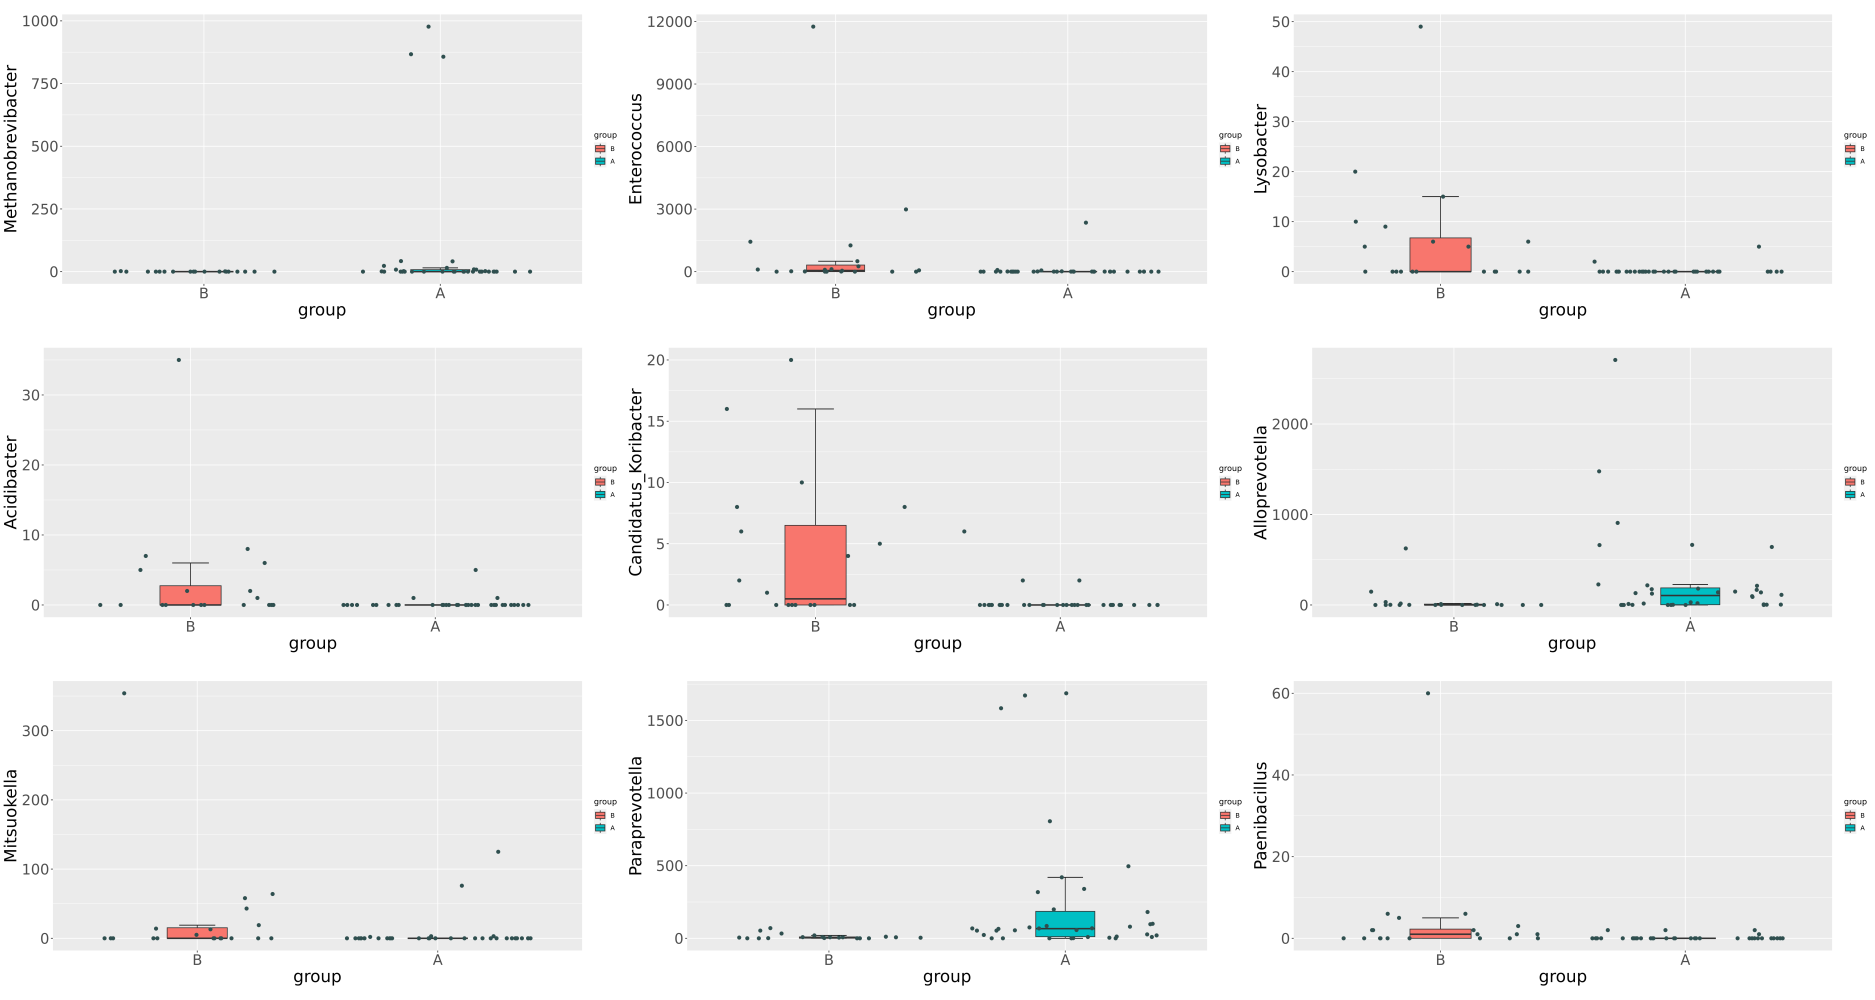 Methanobrevibacter
1000
750
500
250
0
B
A
group
group
B
A
Enterococcus
12000
9000
6000
3000
0
B
A
group
group
B
A
Lysobacter
50
40
30
20
10
0
B
A
group
group
B
A
Acidibacter
30
20
10
0
B
A
group
group
B
A
Candidatus_Koribacter
20
15
10
5
0
B
A
group
group
B
A
Alloprevotella
2000
1000
0
B
A
group
group
B
A
Mitsuokella
300
200
100
0
B
A
group
group
B
A
Paraprevotella
1500
1000
500
0
B
A
group
group
B
A
Paenibacillus
60
40
20
0
B
A
group
group
B
A